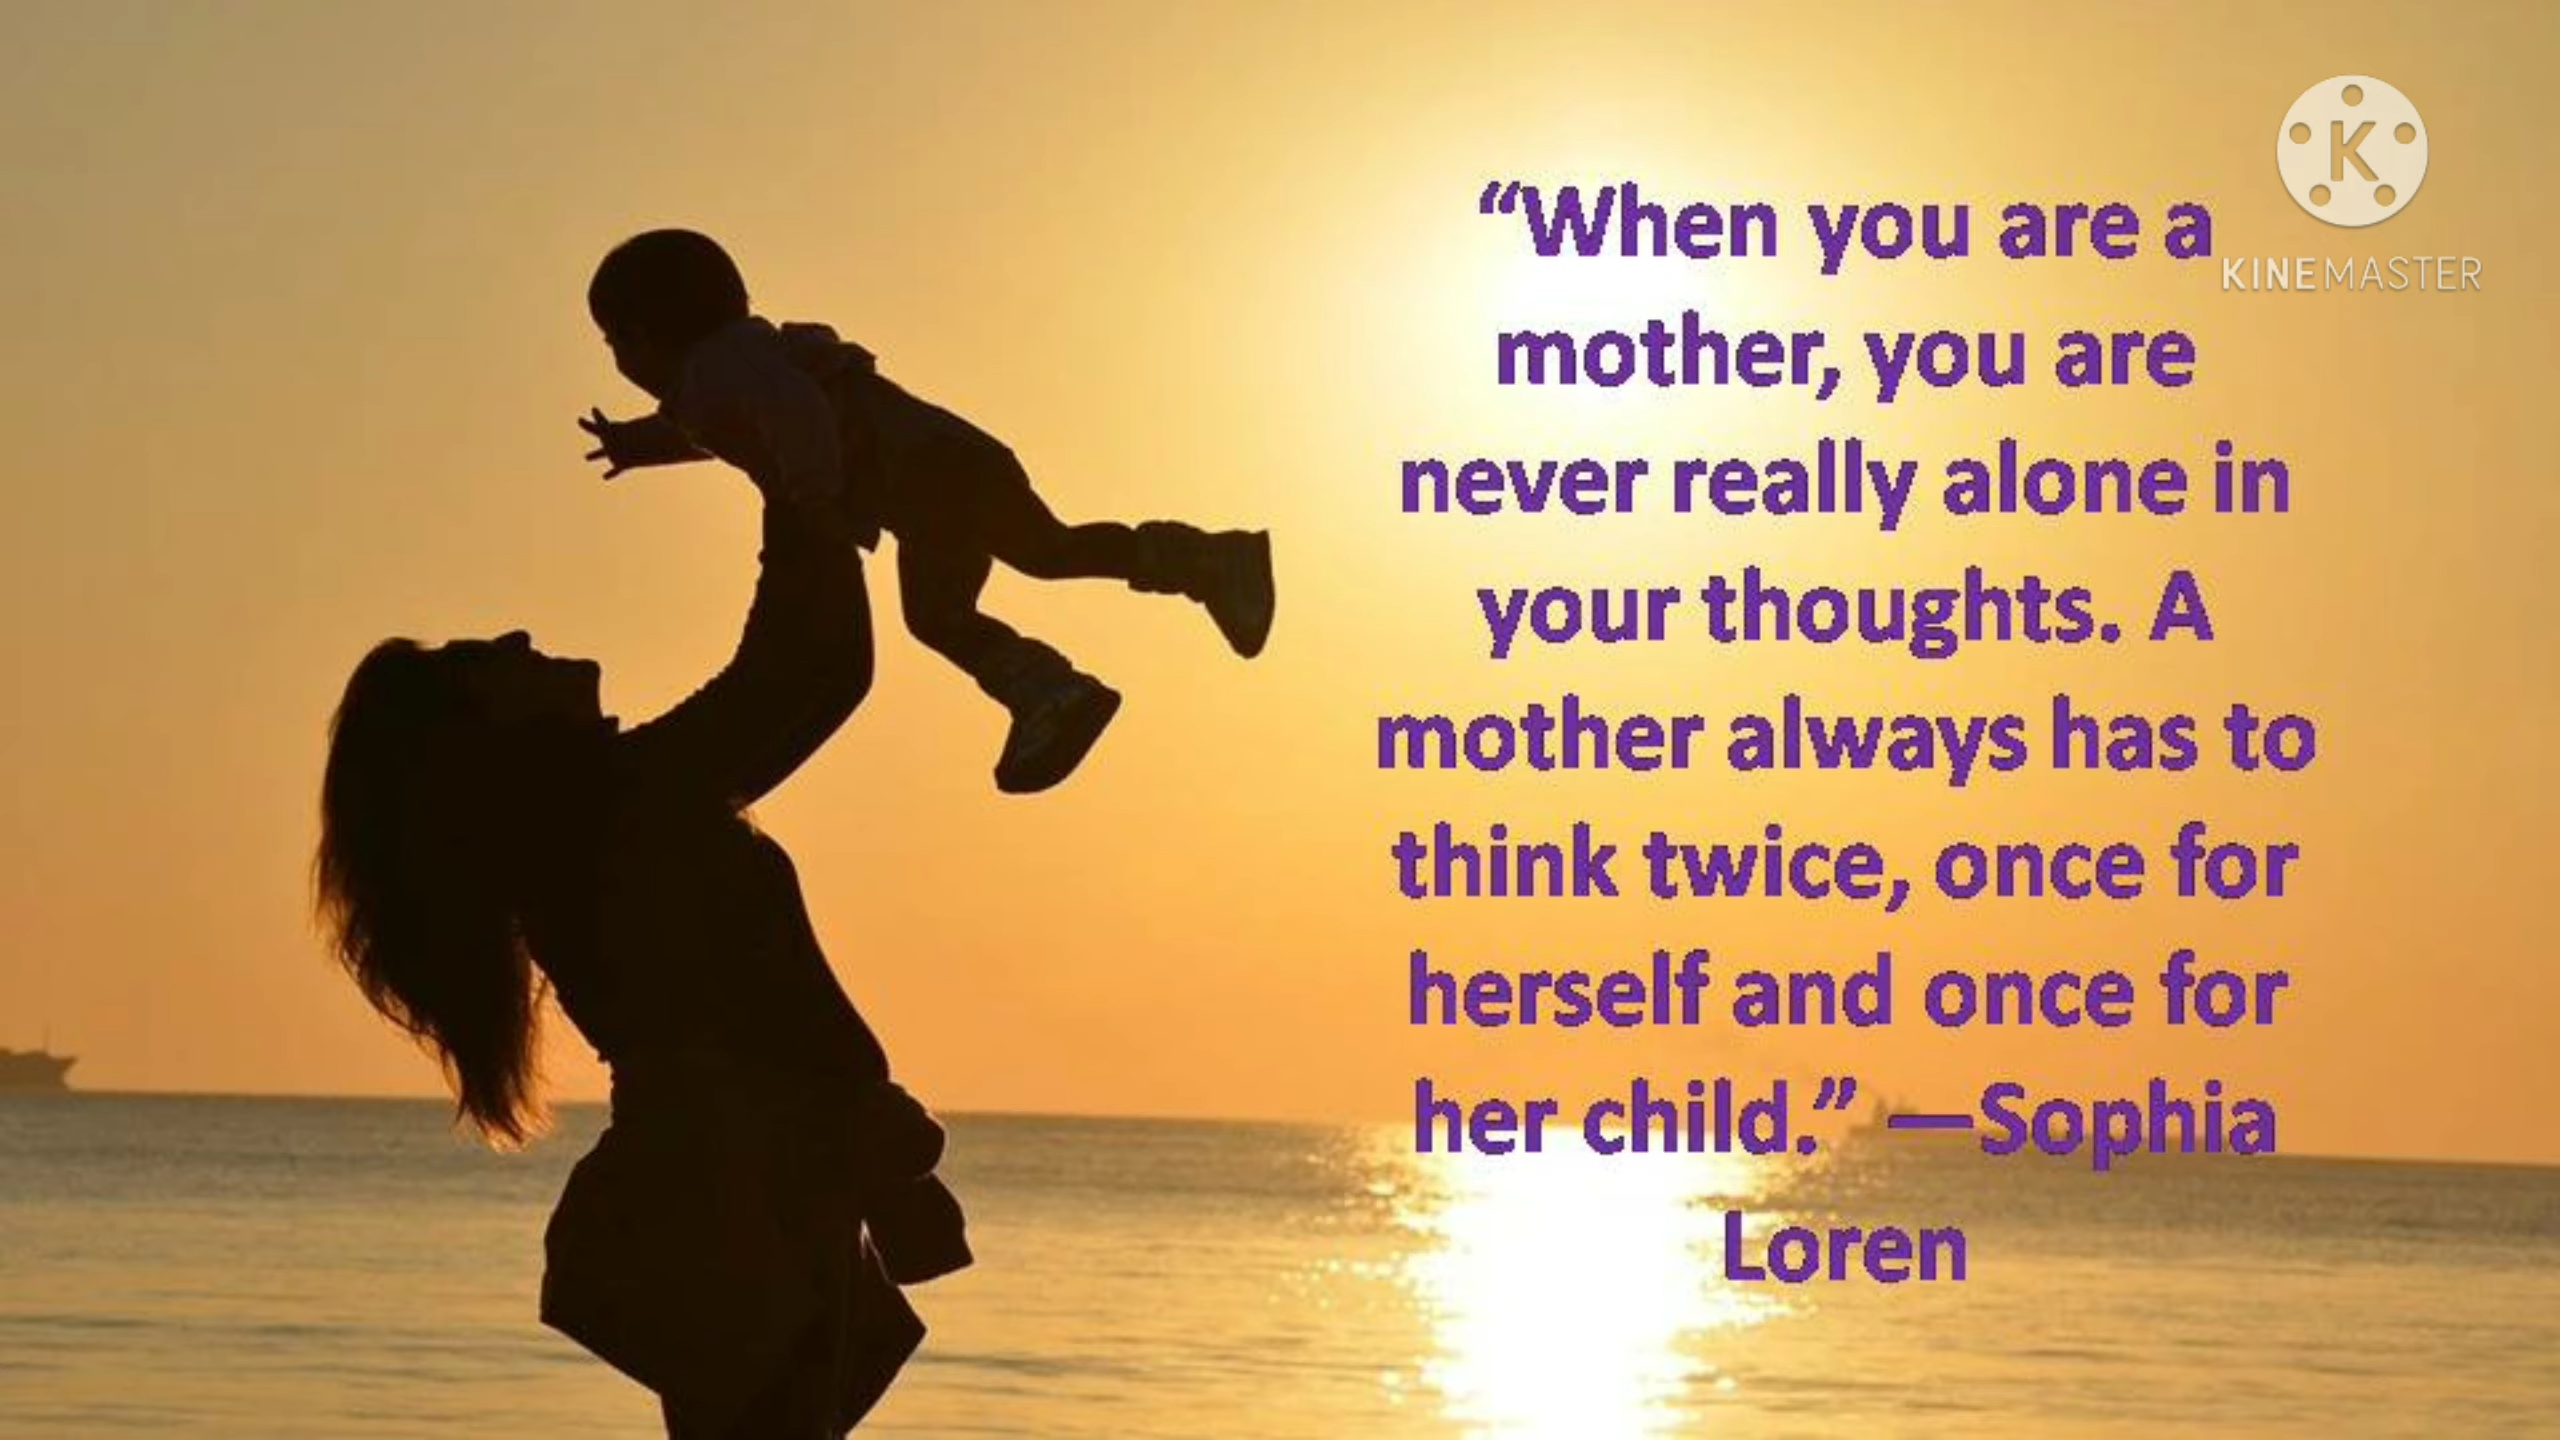 “When you are a
mother, you are
never really alone in
your thoughts. A
mother always has to
think twice, once for
herself and once for
her child.” —Sophia
Loren
K
KINEMASTER